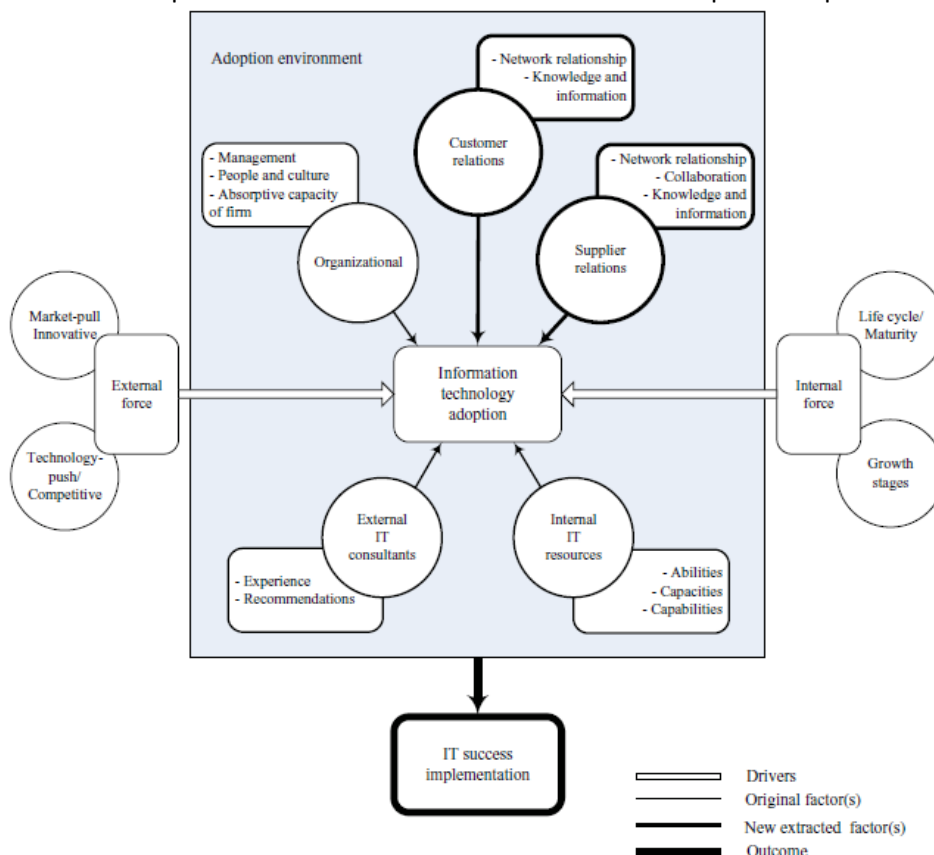 Adoption environment
- Network relationship
- Knowledge and
information
Customer
relations
- Management
- People and culture
- Absorptive capacity
of firm
Organizational
- Network relationship
- Collaboration
- Knowledge and
information
Supplier
relations
Market-pull
Innovative
External
force
Technology-
push/
Competitive
Information
technology
adoption
Life cycle/
Maturity
Internal
force
Growth
stages
External
IT
consultants
- Experience
- Recommendations
Internal
IT
resources
- Abilities
- Capacities
- Capabilities
IT success
implementation
Drivers
Original factor(s)
New extracted factor(s)
Outcome